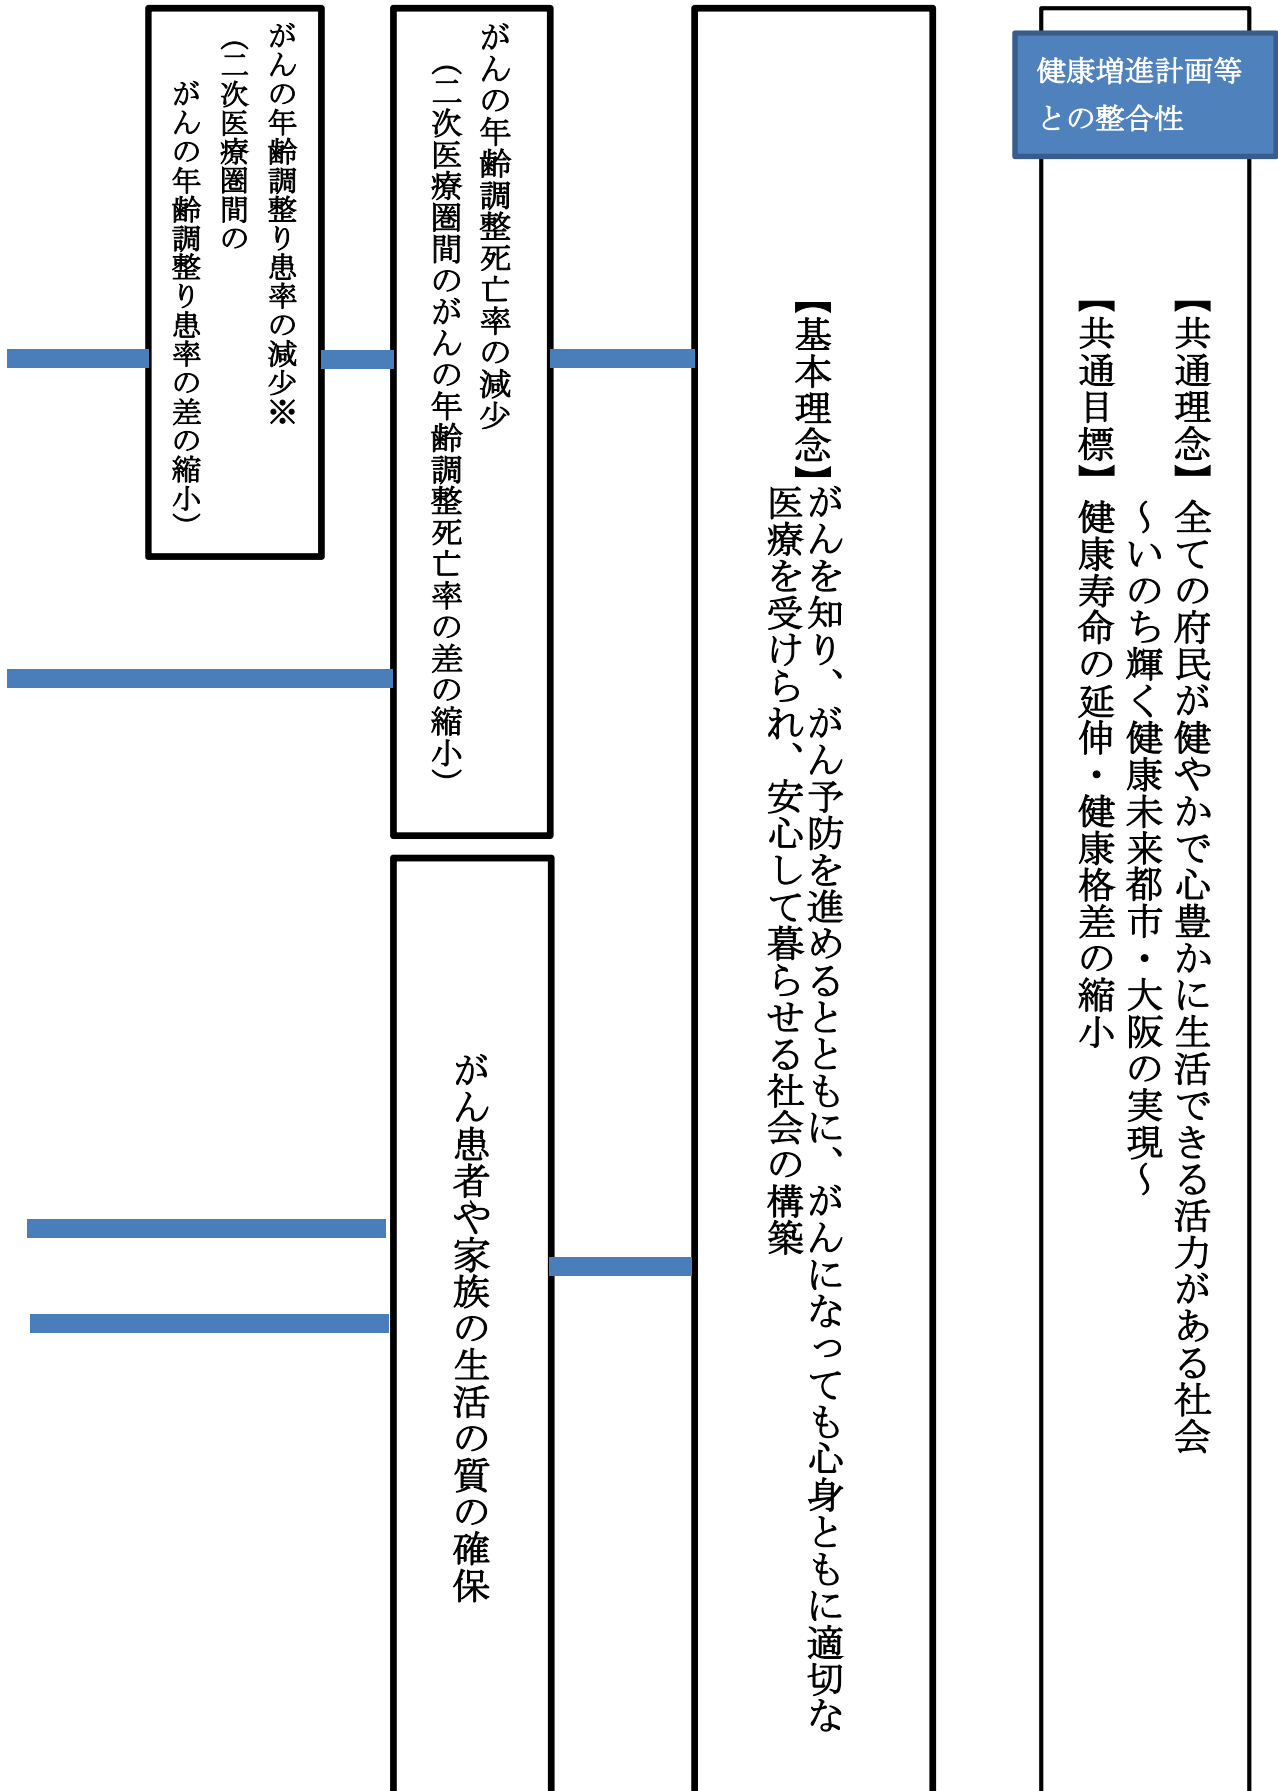 健康増進計画等
との整合性
【共通理念】全ての府民が健やかで心豊かに生活できる活力がある社会
～いのち輝く健康未来都市・大阪の実現～
【共通目標】健康寿命の延伸・健康格差の縮小
【基本理念】がんを知り、がん予防を進めるとともに、がんになっても心身ともに適切な
医療を受けられ、安心して暮らせる社会の構築
がんの年齢調整死亡率の減少
（二次医療圏間のがんの年齢調整死亡率の差の縮小）
がん患者や家族の生活の質の確保
がんの年齢調整り患率の減少※
（二次医療圏間の
がんの年齢調整り患率の差の縮小）